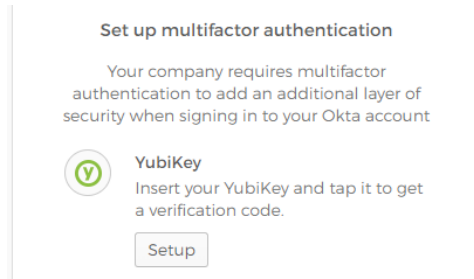 Set up multifactor authentication
Your company requires multifactor
authentication to add an additional layer of
security when signing in to your Okta account
y
YubiKey
Insert your YubiKey and tap it to get
a verification code.
Setup